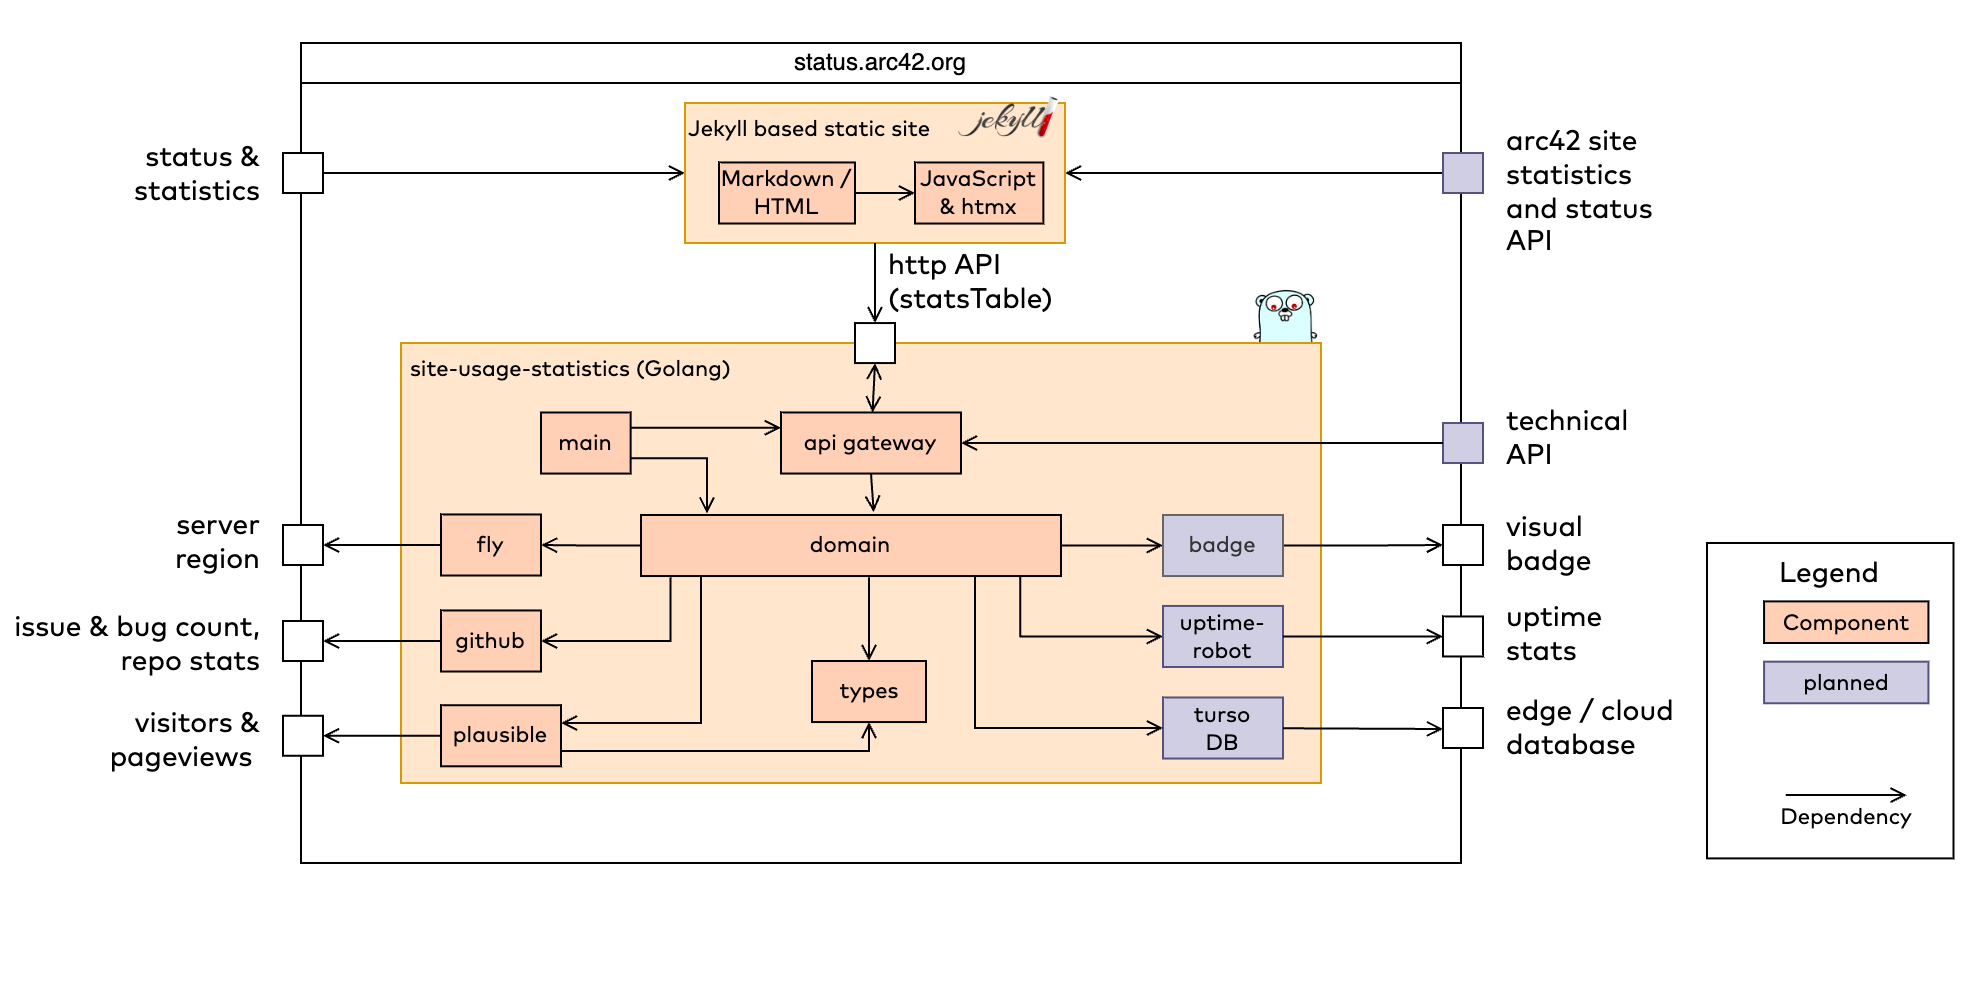 status.arc42.org
Jekyll based static site
jekyll
Markdown /
HTML
JavaScript
& htmx
status &
statistics
arc42 site
statistics
and status
API
http API
(statsTable)
site-usage-statistics (Golang)
main
api gateway
technical
API
server
region
fly
domain
badge
visual
badge
issue & bug count,
repo stats
github
types
uptime-
robot
uptime
stats
visitors &
pageviews
plausible
turso
DB
edge / cloud
database
Legend
Component
planned
Dependency